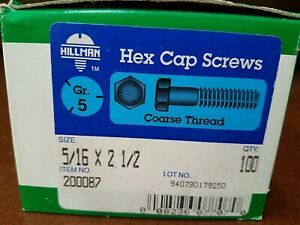 HILLMAN
TM
Hex Cap Screws
Gr.
5
Coarse Thread
SIZE
5/16 X 2 1/2
QTY.
100
ITEM NO.
200087
LOT NO.
940730179250